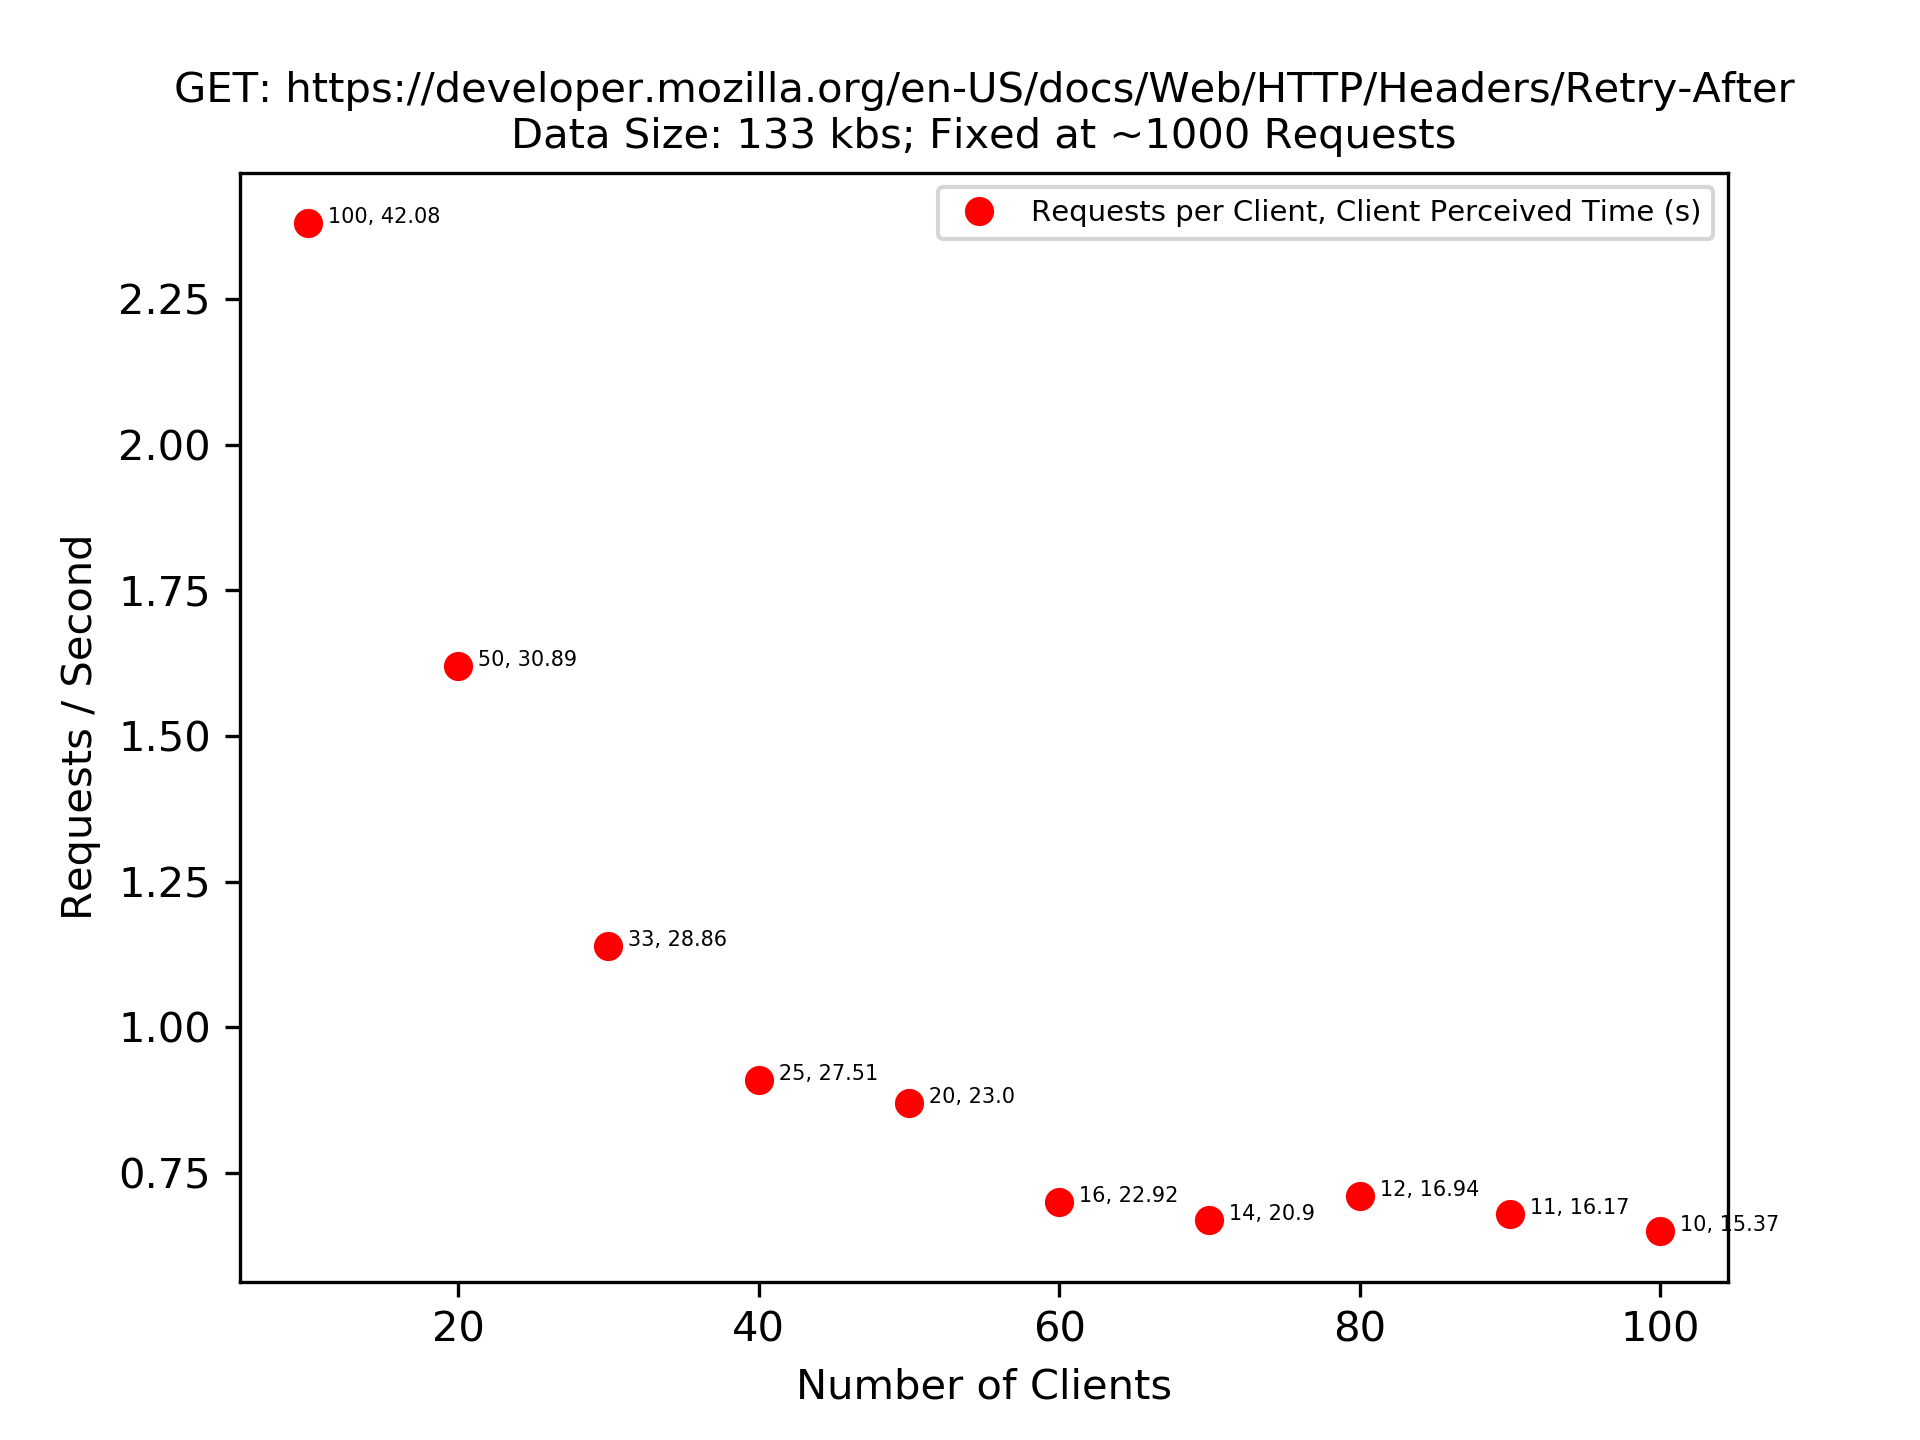 GET: https://developer.mozilla.org/en-US/docs/Web/HTTP/Headers/Retry-After
Data Size: 133 kbs; Fixed at ~1000 Requests
Requests per Client, Client Perceived Time (s)
100, 42.08
50, 30.89
33, 28.86
25, 27.51
20, 23.0
16, 22.92
14, 20.9
12, 16.94
11, 16.17
10, 15.37
2.25
2.00
1.75
1.50
1.25
1.00
0.75
Requests / Second
20 40 60 80 100
Number of Clients